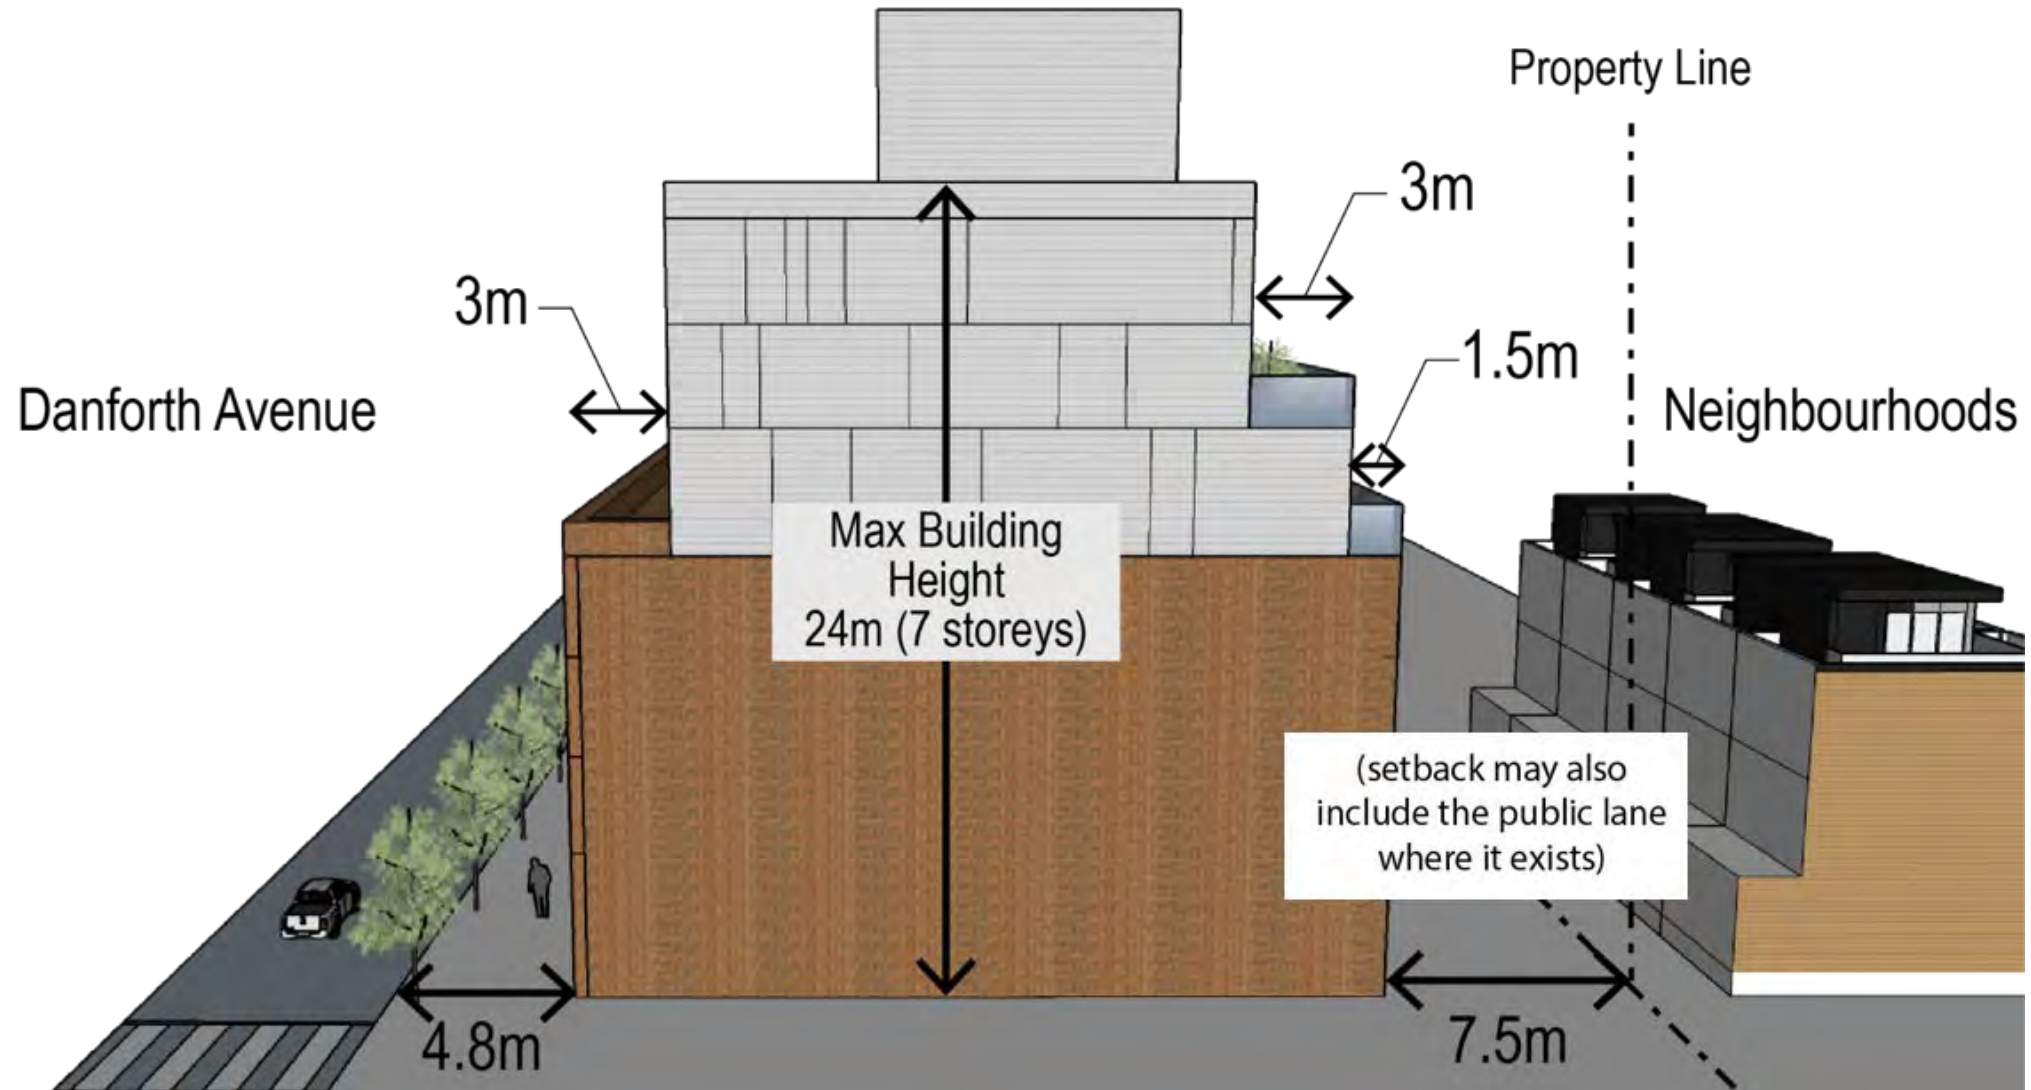 Property Line
3m
3m
1.5m
Danforth Avenue
Neighbourhoods
Max Building
Height
24m (7 storeys)
(setback may also
include the public lane
where it exists)
4.8m
7.5m